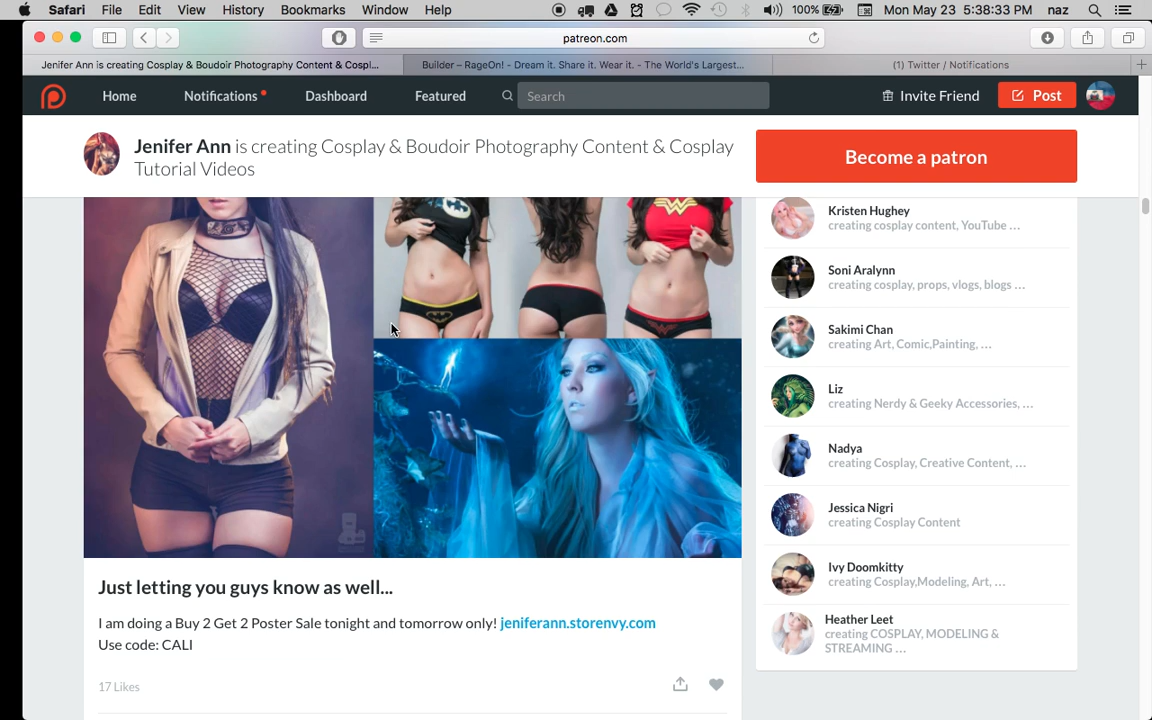 Safari File Edit View History Bookmarks Window Help 100% Mon May 23 5:38:33 PM naz
patreon.com
Jenifer Ann is creating Cosplay & Boudoir Photography Content & Cospl... Builder – RageOn! - Dream it. Share it. Wear it. - The World's Largest... (1) Twitter / Notifications
Home Notifications Dashboard Featured Search Invite Friend Post
Jenifer Ann is creating Cosplay & Boudoir Photography Content & Cosplay
Tutorial Videos
Become a patron
Kristen Hughey
creating cosplay content, YouTube ...
Soni Aralynn
creating cosplay, props, vlogs, blogs ...
Sakimi Chan
creating Art, Comic,Painting, ...
Liz
creating Nerdy & Geeky Accessories, ...
Nadya
creating Cosplay, Creative Content, ...
Jessica Nigri
creating Cosplay Content
Ivy Doomkitty
creating Cosplay,Modeling, Art, ...
Heather Leet
creating COSPLAY, MODELING &
STREAMING ...
Just letting you guys know as well...
I am doing a Buy 2 Get 2 Poster Sale tonight and tomorrow only! jeniferann.storenvy.com
Use code: CALI
17 Likes